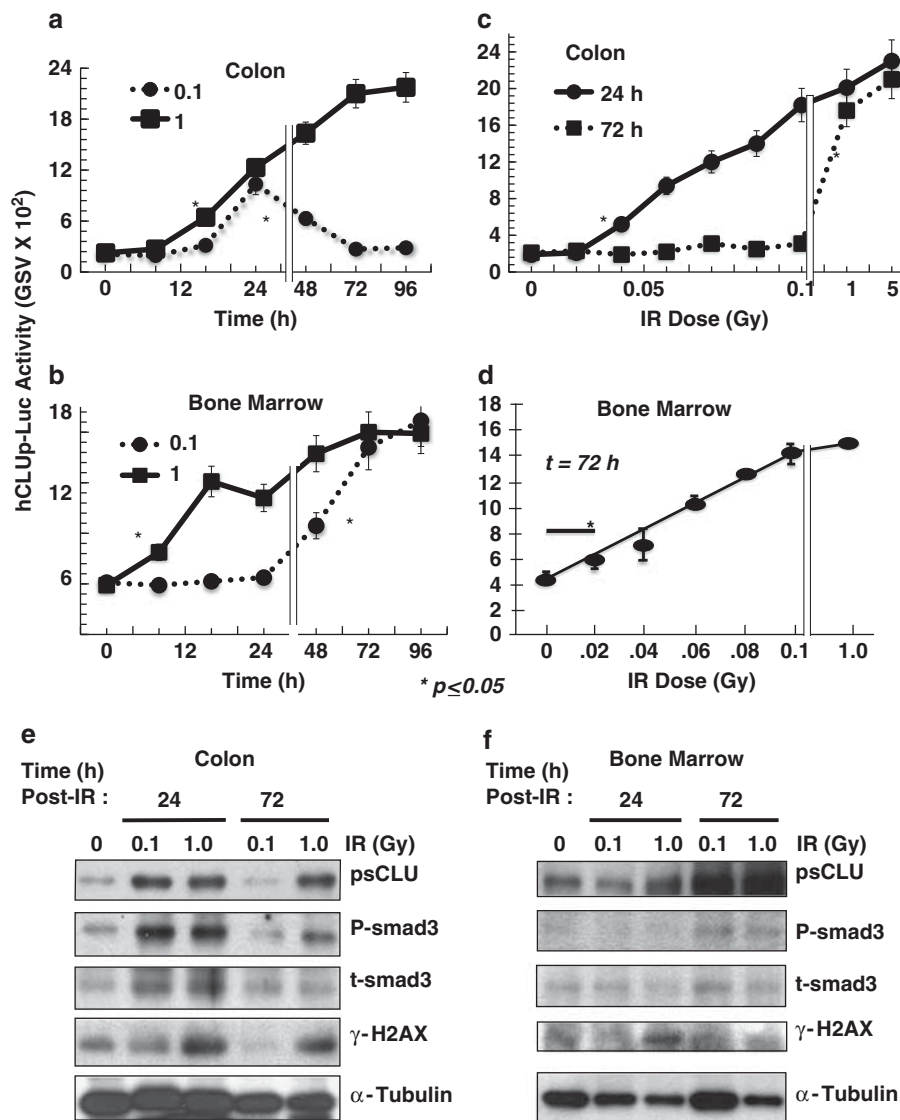 hCLUp-Luc Activity (GSV X 10²)
a
Colon
0.1
1
24
18
12
6
0
0 12 24 48 72 96
Time (h)
c
Colon
24 h
72 h
24
20
16
12
8
4
0
0 0.05 0.1 1 5
IR Dose (Gy)
b
Bone Marrow
0.1
1
18
12
6
0 12 24 48 72 96
Time (h)
d
Bone Marrow
t = 72 h
18
16
14
12
10
8
6
4
2
0
0 .02 .04 .06 .08 0.1 1.0
IR Dose (Gy)
* p≤0.05
e
Colon
Time (h)
Post-IR : 24 72
0 0.1 1.0 0.1 1.0 IR (Gy)
psCLU
P-smad3
t-smad3
γ-H2AX
α-Tubulin
f
Bone Marrow
Time (h)
Post-IR : 24 72
0 0.1 1.0 0.1 1.0 IR (Gy)
psCLU
P-smad3
t-smad3
γ-H2AX
α-Tubulin